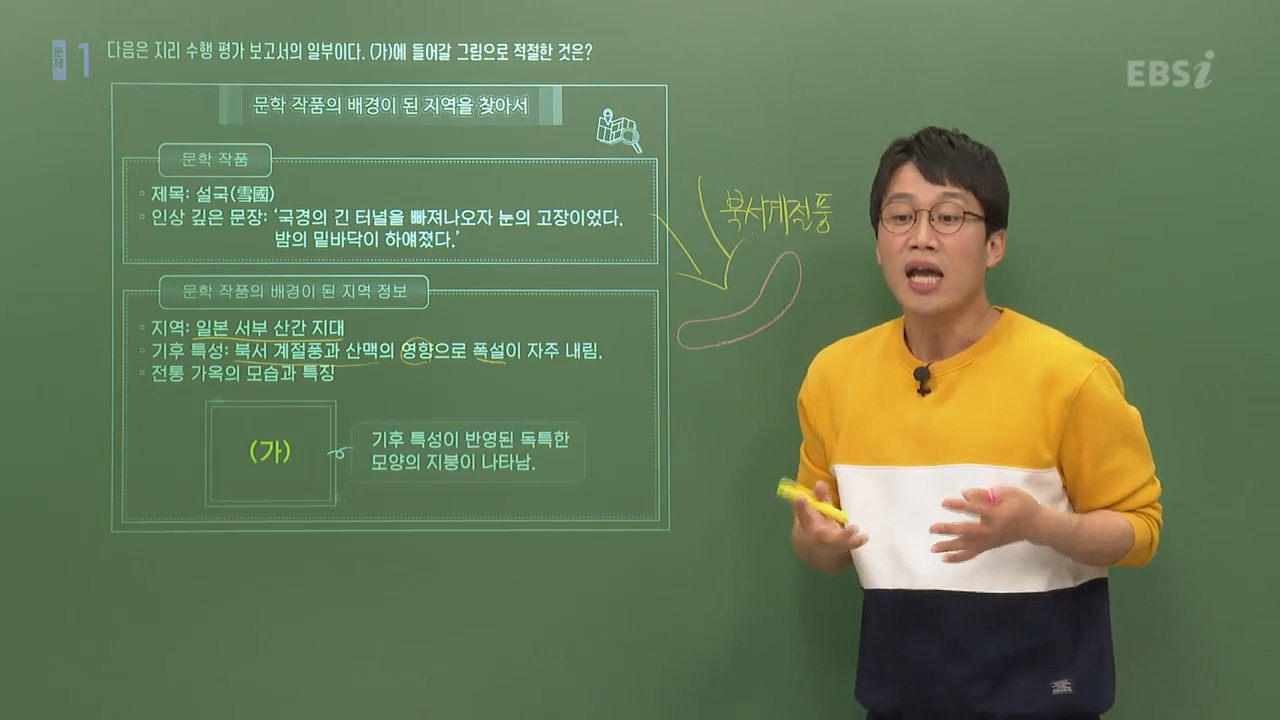 문제 1 다음은 지리 수행 평가 보고서의 일부이다. (가)에 들어갈 그림으로 적절한 것은?
EBSi
문학 작품의 배경이 된 지역을 찾아서
문학 작품
◦ 제목: 설국(雪國)
◦ 인상 깊은 문장: ‘국경의 긴 터널을 빠져나오자 눈의 고장이었다.
밤의 밑바닥이 하얘졌다.’
북서계절풍
문학 작품의 배경이 된 지역 정보
◦ 지역: 일본 서부 산간 지대
◦ 기후 특성: 북서 계절풍과 산맥의 영향으로 폭설이 자주 내림.
◦ 전통 가옥의 모습과 특징
(가)
기후 특성이 반영된 독특한
모양의 지붕이 나타남.